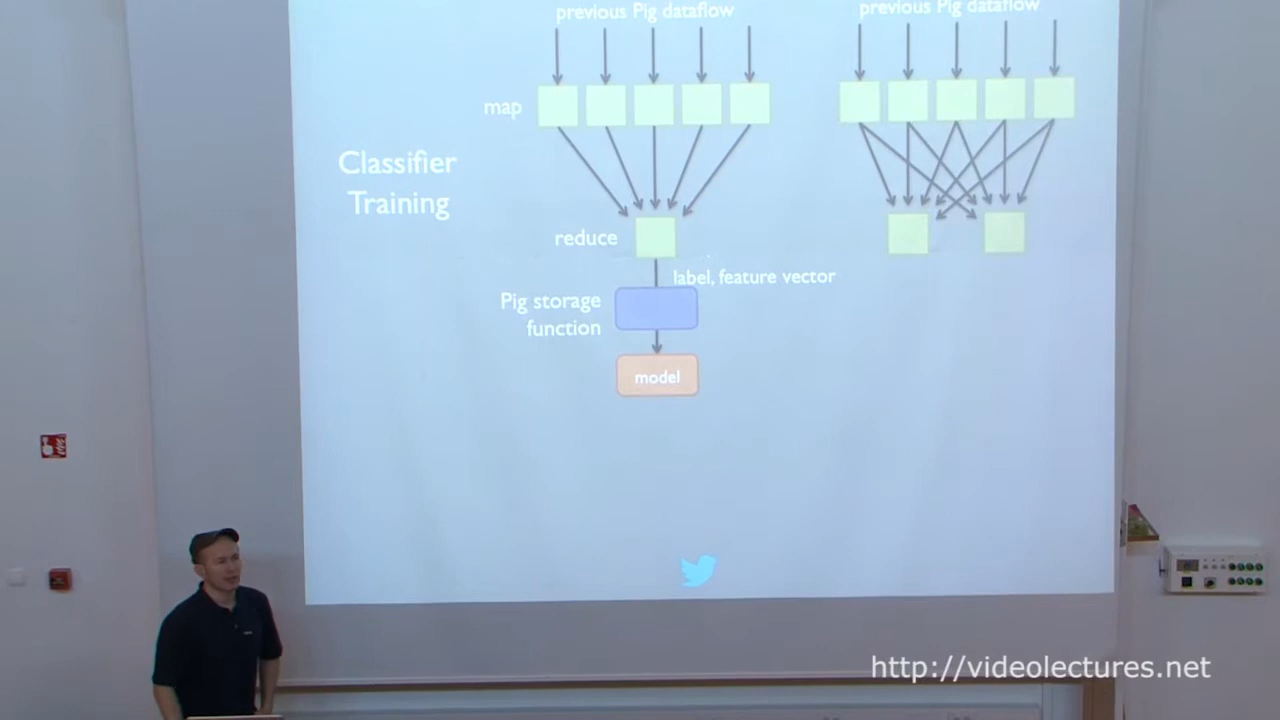 previous Pig dataflow
previous Pig dataflow
map
Classifier
Training
reduce
label, feature vector
Pig storage
function
model
http://videolectures.net